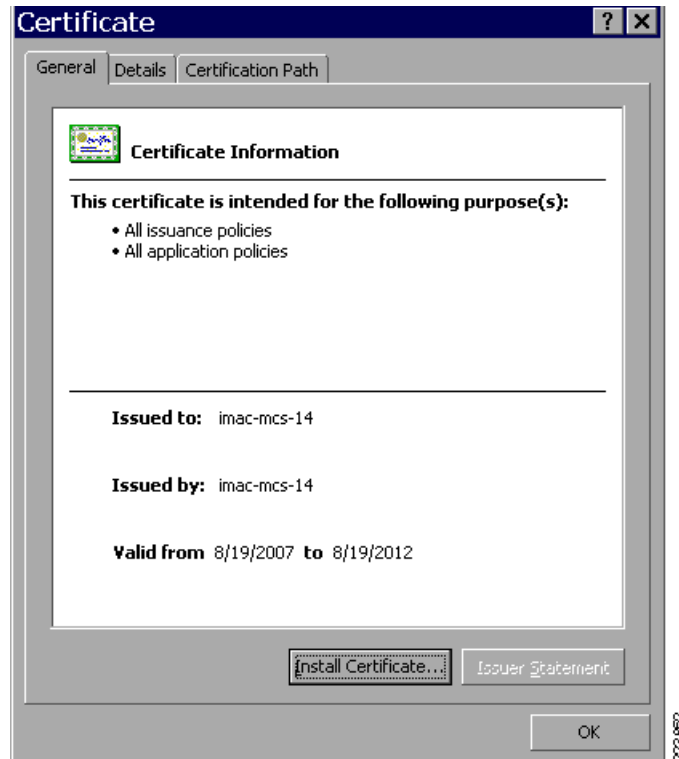 Certificate
General Details Certification Path
Certificate Information
This certificate is intended for the following purpose(s):
• All issuance policies
• All application policies
Issued to: imac-mcs-14
Issued by: imac-mcs-14
Valid from 8/19/2007 to 8/19/2012
Install Certificate... Issuer Statement
OK